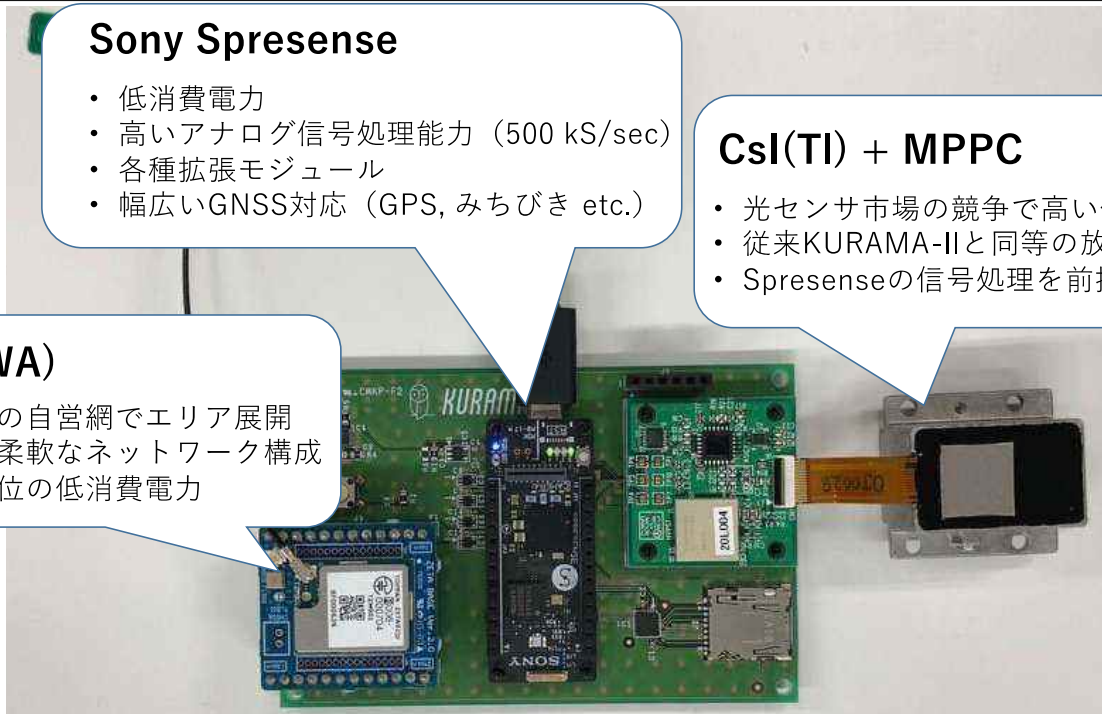 Sony Spresense
• 低消費電力
• 高いアナログ信号処理能力（500 kS/sec）
• 各種拡張モジュール
• 幅広いGNSS対応（GPS, みちびき etc.）
CsI(Tl) + MPPC
• 光センサ市場の競争で高い
• 従来KURAMA-IIと同等の放
• Spresenseの信号処理を前
WA)
の自営網でエリア展開
柔軟なネットワーク構成
位の低消費電力
KURAM
20L004
SONY